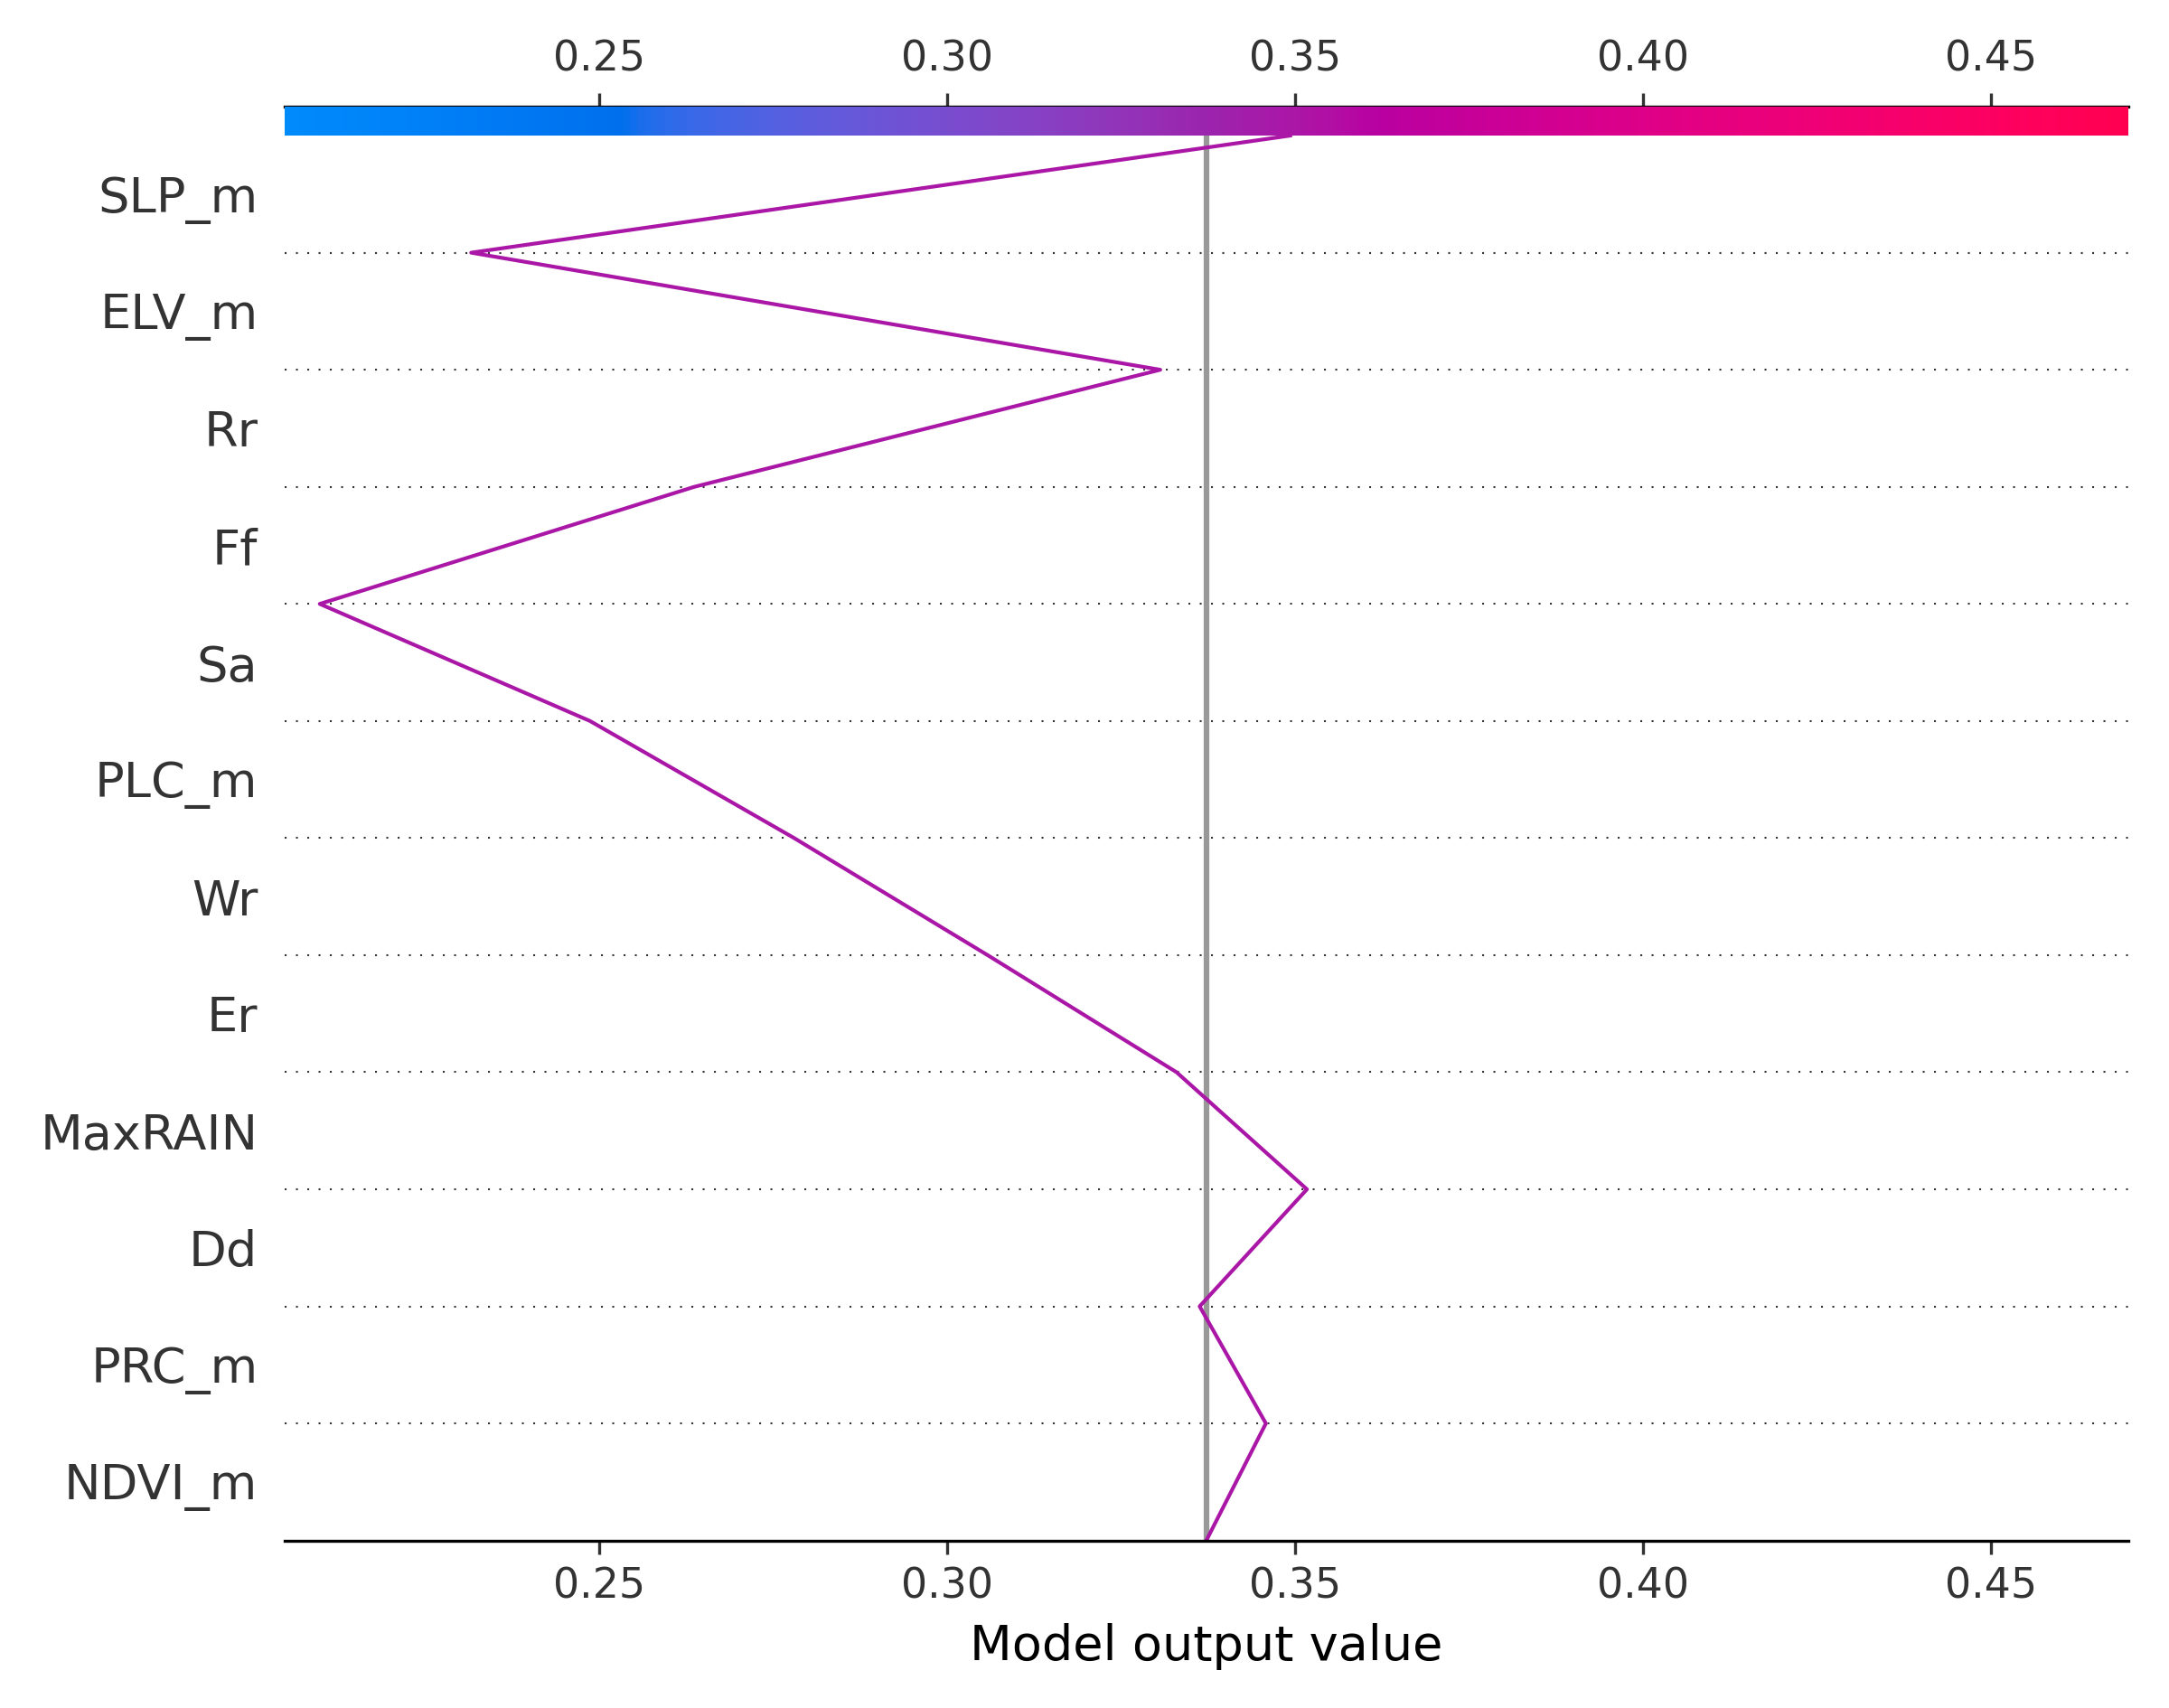 0.25 0.30 0.35 0.40 0.45
SLP_m
ELV_m
Rr
Ff
Sa
PLC_m
Wr
Er
MaxRAIN
Dd
PRC_m
NDVI_m
0.25 0.30 0.35 0.40 0.45
Model output value